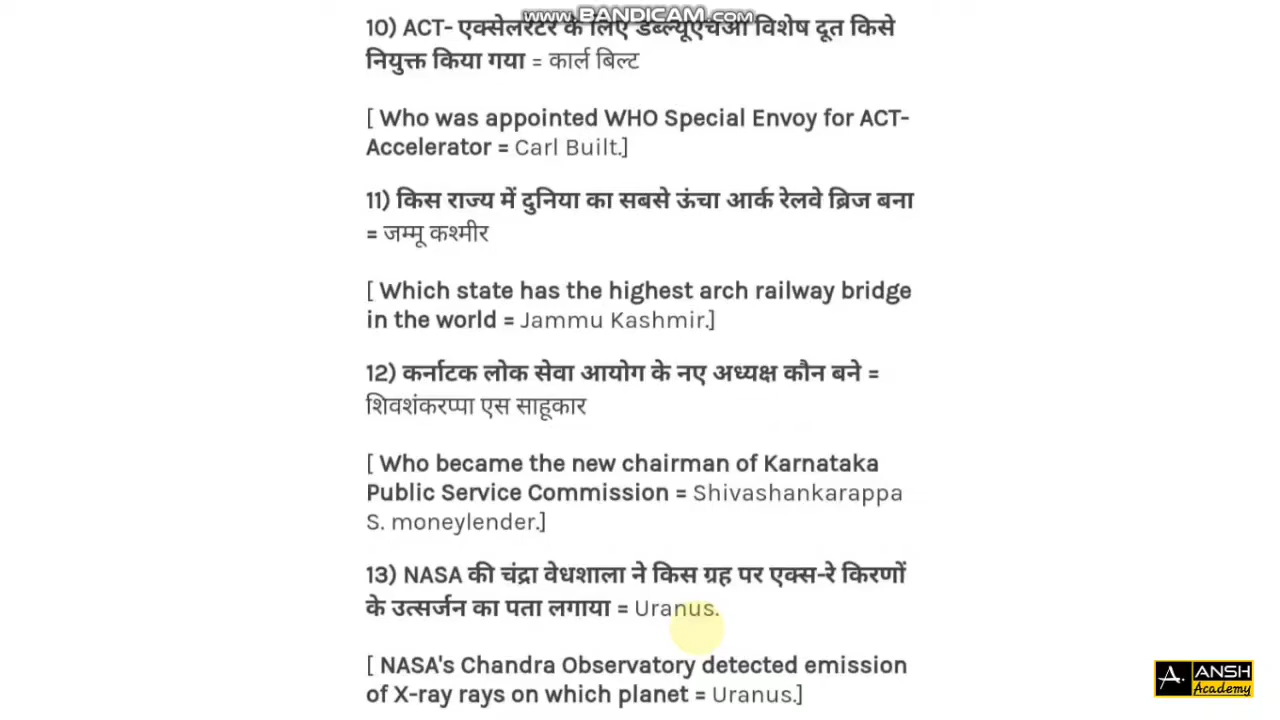 www.BANDICAM.com
10) ACT- एक्सेलरेटर के लिए डब्ल्यूएचओ विशेष दूत किसे
नियुक्त किया गया = कार्ल बिल्ट
[ Who was appointed WHO Special Envoy for ACT-
Accelerator = Carl Built.]
11) किस राज्य में दुनिया का सबसे ऊंचा आर्क रेलवे ब्रिज बना
= जम्मू कश्मीर
[ Which state has the highest arch railway bridge
in the world = Jammu Kashmir.]
12) कर्नाटक लोक सेवा आयोग के नए अध्यक्ष कौन बने =
शिवशंकरप्पा एस साहूकार
[ Who became the new chairman of Karnataka
Public Service Commission = Shivashankarappa
S. moneylender.]
13) NASA की चंद्रा वेधशाला ने किस ग्रह पर एक्स-रे किरणों
के उत्सर्जन का पता लगाया = Uranus.
[ NASA's Chandra Observatory detected emission
of X-ray rays on which planet = Uranus.]
A. ANSH
Academy